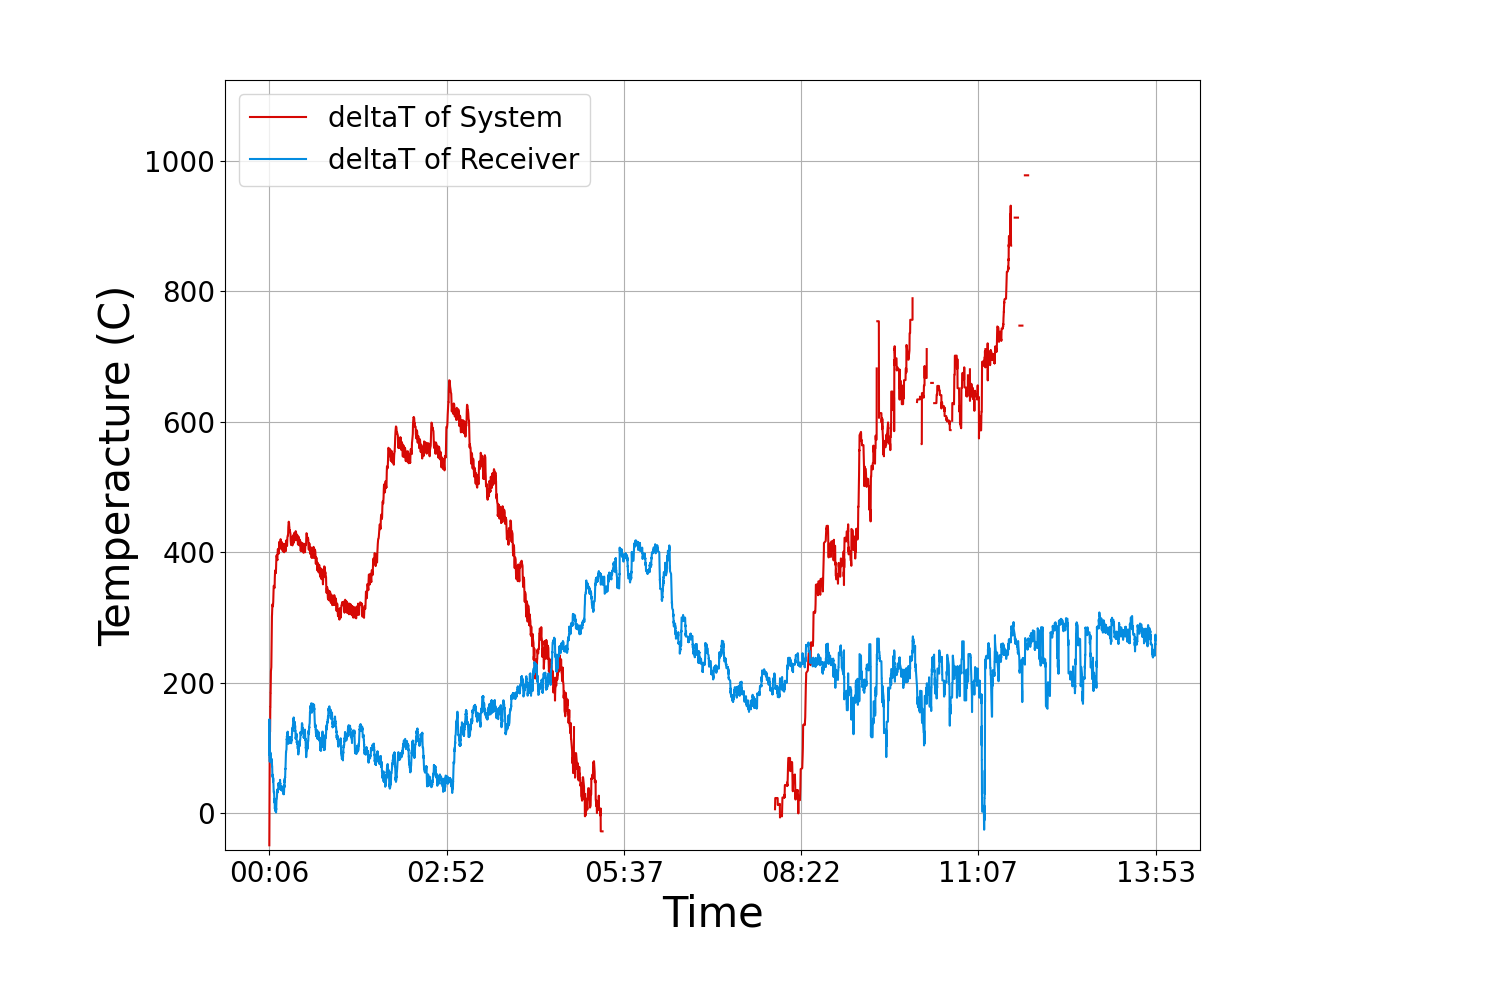 deltaT of System
deltaT of Receiver
Temperacture (C)
1000
800
600
400
200
0
00:06 02:52 05:37 08:22 11:07 13:53
Time